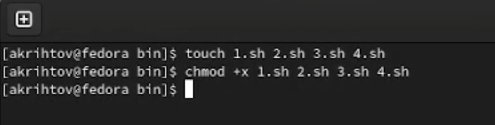 [akrihtov@fedora bin]$ touch 1.sh 2.sh 3.sh 4.sh
[akrihtov@fedora bin]$ chmod +x 1.sh 2.sh 3.sh 4.sh
[akrihtov@fedora bin]$